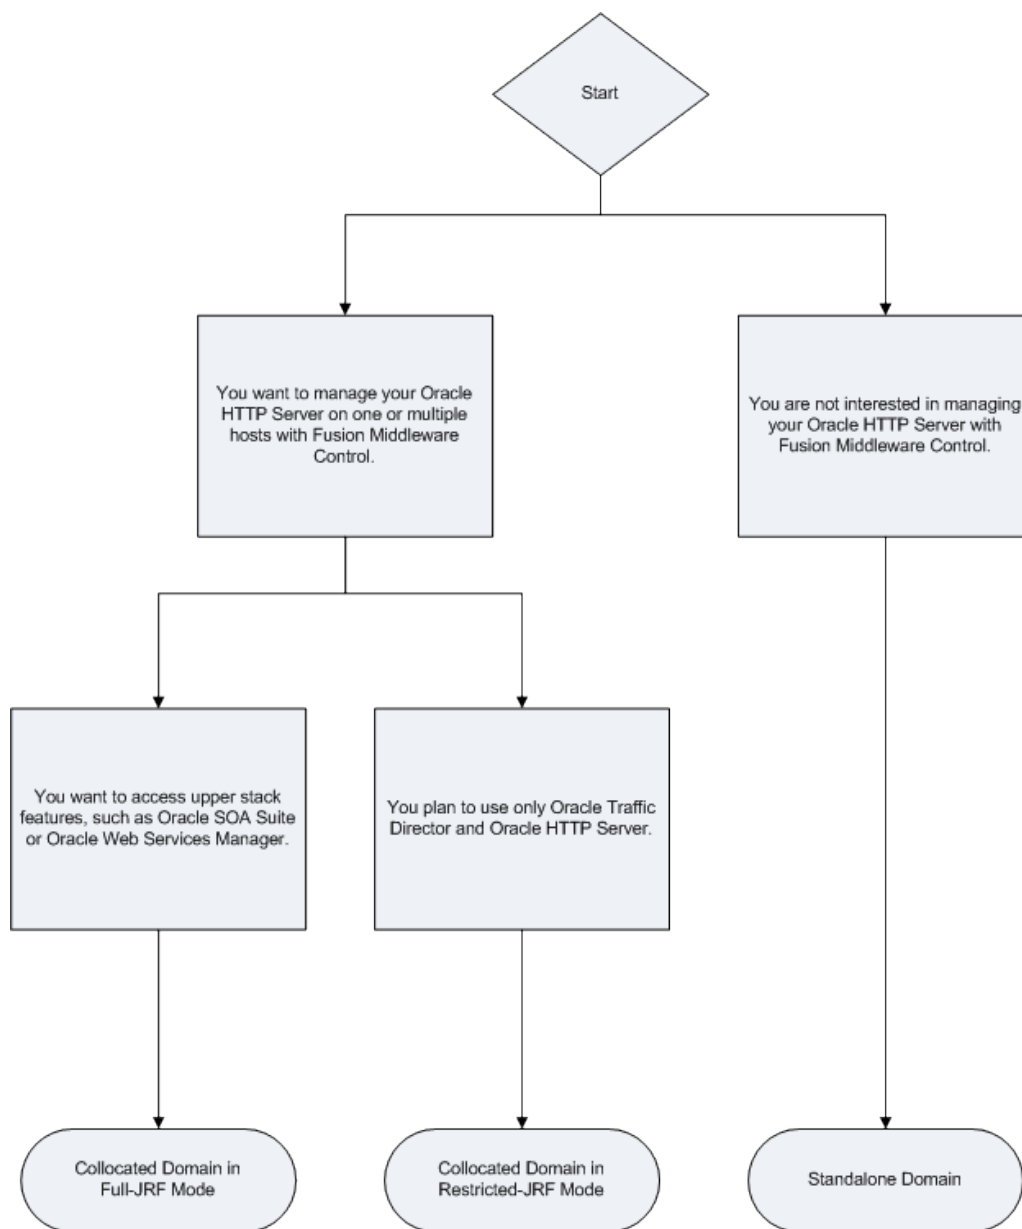 Start
You want to manage your Oracle
HTTP Server on one or multiple
hosts with Fusion Middleware
Control.
You are not interested in managing
your Oracle HTTP Server with
Fusion Middleware Control.
You want to access upper stack
features, such as Oracle SOA Suite
or Oracle Web Services Manager.
You plan to use only Oracle Traffic
Director and Oracle HTTP Server.
Collocated Domain in
Full-JRF Mode
Collocated Domain in
Restricted-JRF Mode
Standalone Domain